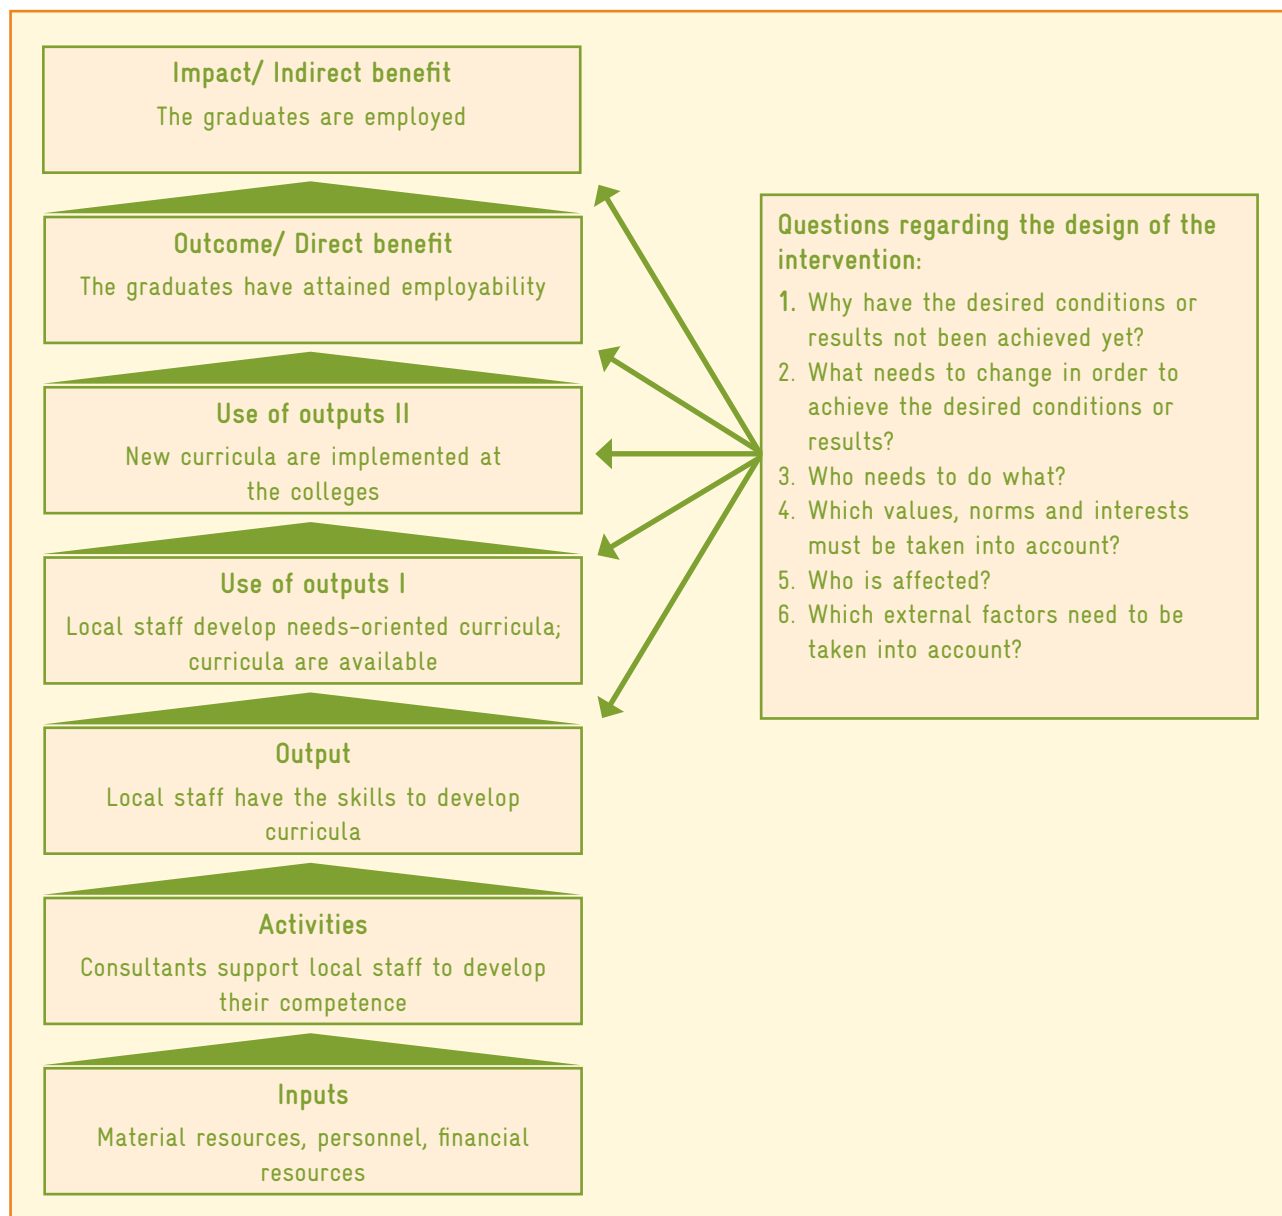 Impact/ Indirect benefit
The graduates are employed
Outcome/ Direct benefit
The graduates have attained employability
Use of outputs II
New curricula are implemented at
the colleges
Use of outputs I
Local staff develop needs-oriented curricula;
curricula are available
Output
Local staff have the skills to develop
curricula
Activities
Consultants support local staff to develop
their competence
Inputs
Material resources, personnel, financial
resources
Questions regarding the design of the
intervention:
1. Why have the desired conditions or
results not been achieved yet?
2. What needs to change in order to
achieve the desired conditions or
results?
3. Who needs to do what?
4. Which values, norms and interests
must be taken into account?
5. Who is affected?
6. Which external factors need to be
taken into account?